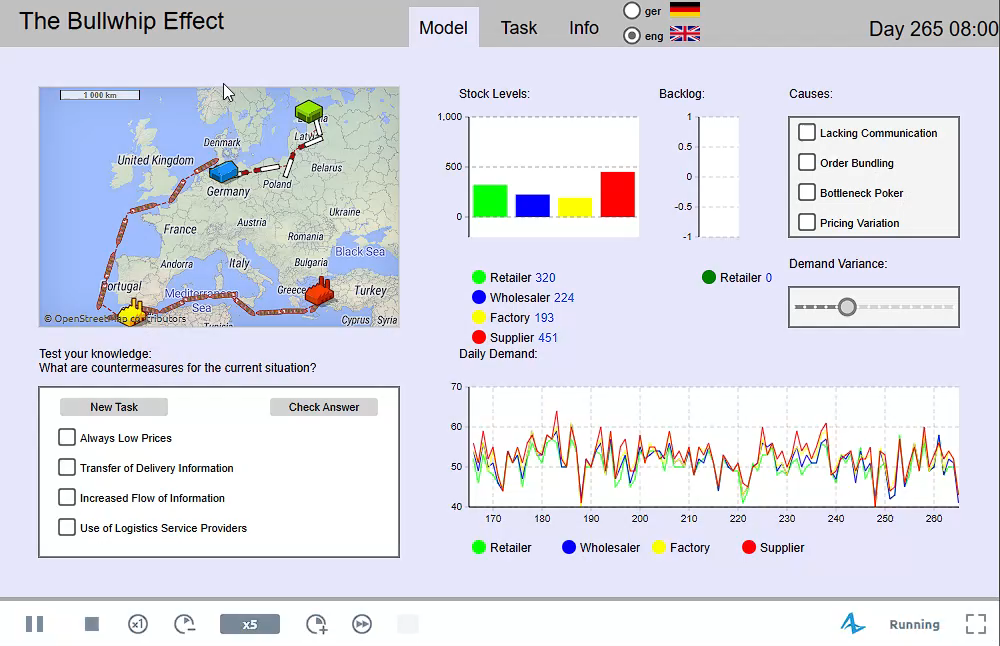 The Bullwhip Effect
Model
Task
Info
ger
eng
Day 265 08:00
1 000 km
Denmark
Latv
United Kingdom
Belarus
Poland
Germany
Ukraine
France
Austria
Romania
Black Sea
Andorra
Italy
Bulgaria
Portugal
Greece
Turkey
Mediterranean
Sea
Cyprus
Syria
© OpenStreetMap contributors
Stock Levels:
1,000
500
0
Retailer 320
Wholesaler 224
Factory 193
Supplier 451
Backlog:
1
0.5
0
-0.5
-1
Retailer 0
Causes:
Lacking Communication
Order Bundling
Bottleneck Poker
Pricing Variation
Demand Variance:
Test your knowledge:
What are countermeasures for the current situation?
New Task
Check Answer
Always Low Prices
Transfer of Delivery Information
Increased Flow of Information
Use of Logistics Service Providers
Daily Demand:
70
60
50
40
170 180 190 200 210 220 230 240 250 260
Retailer Wholesaler Factory Supplier
x1
x5
Running